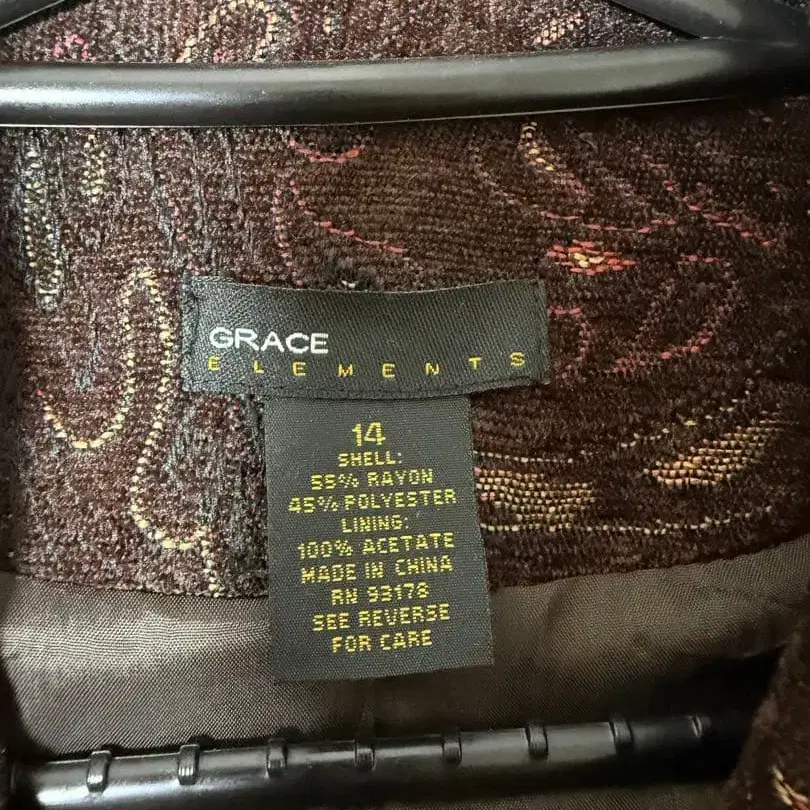 GRACE
ELEMENTS
14
SHELL:
55% RAYON
45% POLYESTER
LINING:
100% ACETATE
MADE IN CHINA
RN 93178
SEE REVERSE
FOR CARE